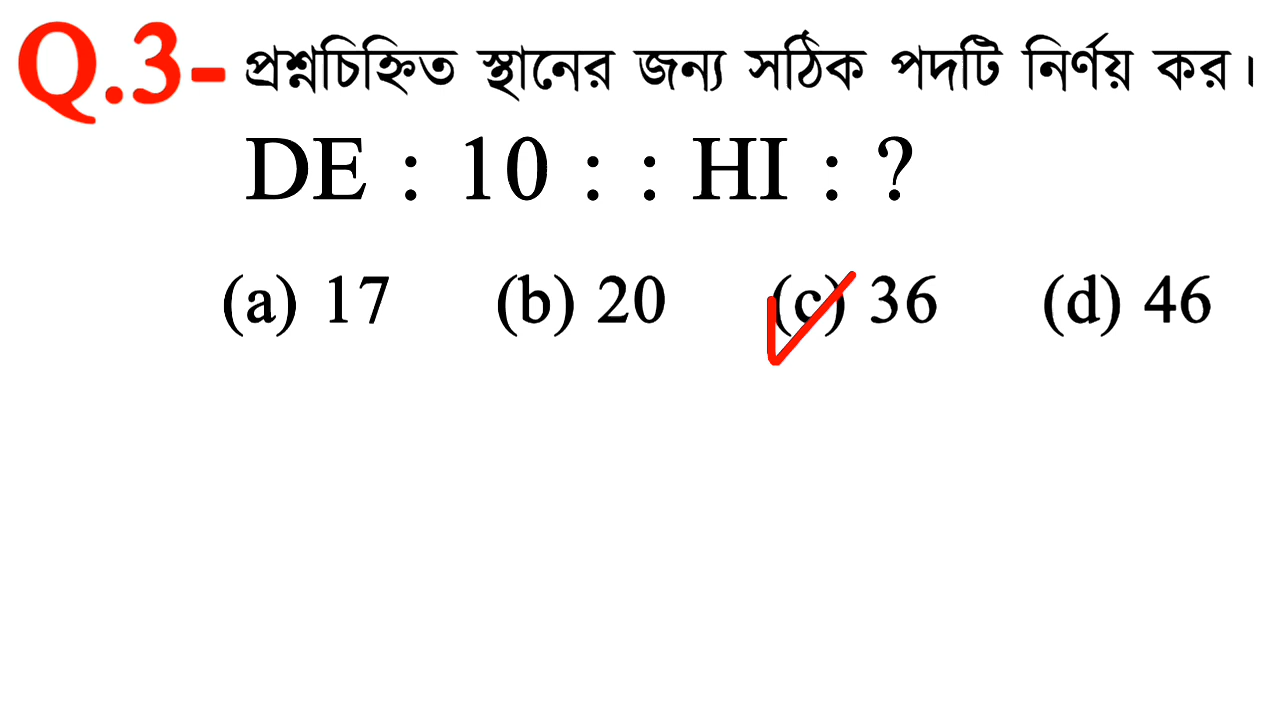 Q.3- প্রশ্নচিহ্নিত স্থানের জন্য সঠিক পদটি নির্ণয় কর।
DE : 10 : : HI : ?
(a) 17 (b) 20 (c) 36 (d) 46